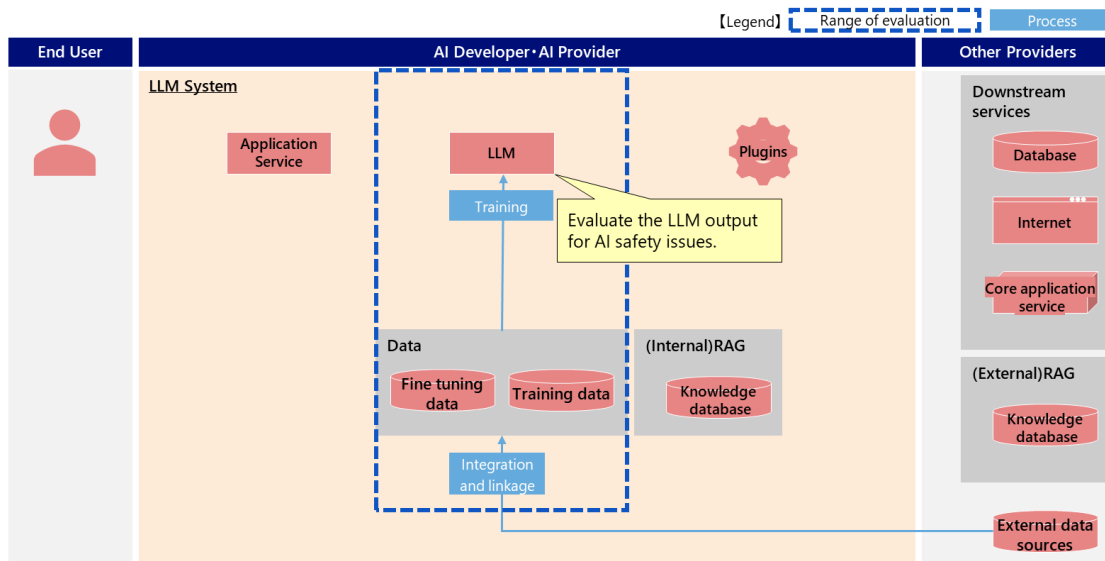 【Legend】 Range of evaluation Process
End User
AI Developer･AI Provider
Other Providers
LLM System
Application
Service
LLM
Plugins
Training
Evaluate the LLM output
for AI safety issues.
Downstream
services
Database
Internet
Core application
service
Data
Fine tuning
data
Training data
(Internal)RAG
Knowledge
database
(External)RAG
Knowledge
database
Integration
and linkage
External data
sources